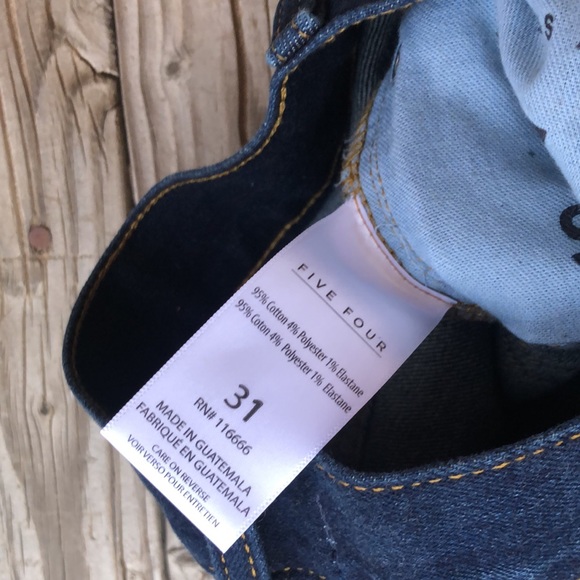 FIVE FOUR
95% Cotton 4% Polyester 1% Elastane
95% Coton 4% Polyester 1% Elastane
31
RN# 116666
MADE IN GUATEMALA
FABRIQUÉ EN GUATEMALA
CARE ON REVERSE
VOIR VERSO POUR ENTRETIEN